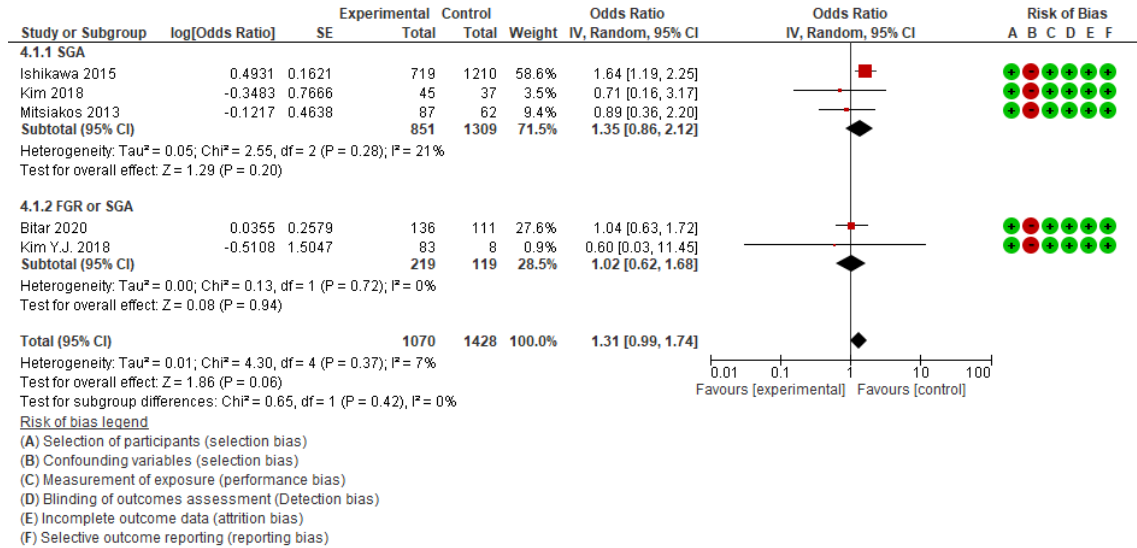 Experimental Control Odds Ratio Odds Ratio Risk of Bias
Study or Subgroup log[Odds Ratio] SE Total Total Weight IV, Random, 95% CI IV, Random, 95% CI A B C D E F
4.1.1 SGA
Ishikawa 2015 0.4931 0.1621 719 1210 58.6% 1.64 [1.19, 2.25] + - + + + +
Kim 2018 -0.3483 0.7666 45 37 3.5% 0.71 [0.16, 3.17] + - + + + +
Mitsiakos 2013 -0.1217 0.4638 87 62 9.4% 0.89 [0.36, 2.20] + - + + + +
Subtotal (95% CI) 851 1309 71.5% 1.35 [0.86, 2.12]
Heterogeneity: Tau² = 0.05; Chi² = 2.55, df = 2 (P = 0.28); I² = 21%
Test for overall effect: Z = 1.29 (P = 0.20)
4.1.2 FGR or SGA
Bitar 2020 0.0355 0.2579 136 111 27.6% 1.04 [0.63, 1.72] + - + + + +
Kim Y.J. 2018 -0.5108 1.5047 83 8 0.9% 0.60 [0.03, 11.45] + - + + + +
Subtotal (95% CI) 219 119 28.5% 1.02 [0.62, 1.68]
Heterogeneity: Tau² = 0.00; Chi² = 0.13, df = 1 (P = 0.72); I² = 0%
Test for overall effect: Z = 0.08 (P = 0.94)
Total (95% CI) 1070 1428 100.0% 1.31 [0.99, 1.74]
Heterogeneity: Tau² = 0.01; Chi² = 4.30, df = 4 (P = 0.37); I² = 7%
Test for overall effect: Z = 1.86 (P = 0.06)
Test for subgroup differences: Chi² = 0.65, df = 1 (P = 0.42), I² = 0%
0.01 0.1 1 10 100
Favours [experimental] Favours [control]
Risk of bias legend
(A) Selection of participants (selection bias)
(B) Confounding variables (selection bias)
(C) Measurement of exposure (performance bias)
(D) Blinding of outcomes assessment (Detection bias)
(E) Incomplete outcome data (attrition bias)
(F) Selective outcome reporting (reporting bias)